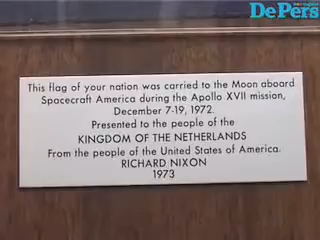 De Pers
This flag of your nation was carried to the Moon aboard
Spacecraft America during the Apollo XVII mission,
December 7-19, 1972.
Presented to the people of the
KINGDOM OF THE NETHERLANDS
From the people of the United States of America.
RICHARD NIXON
1973